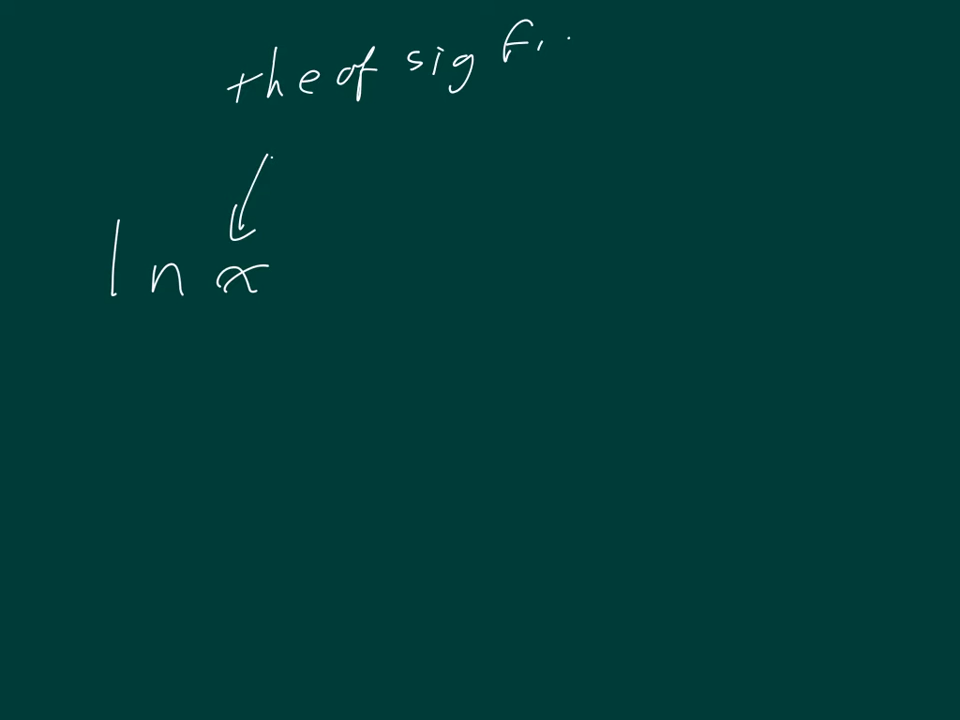 the of sig F.
ln x